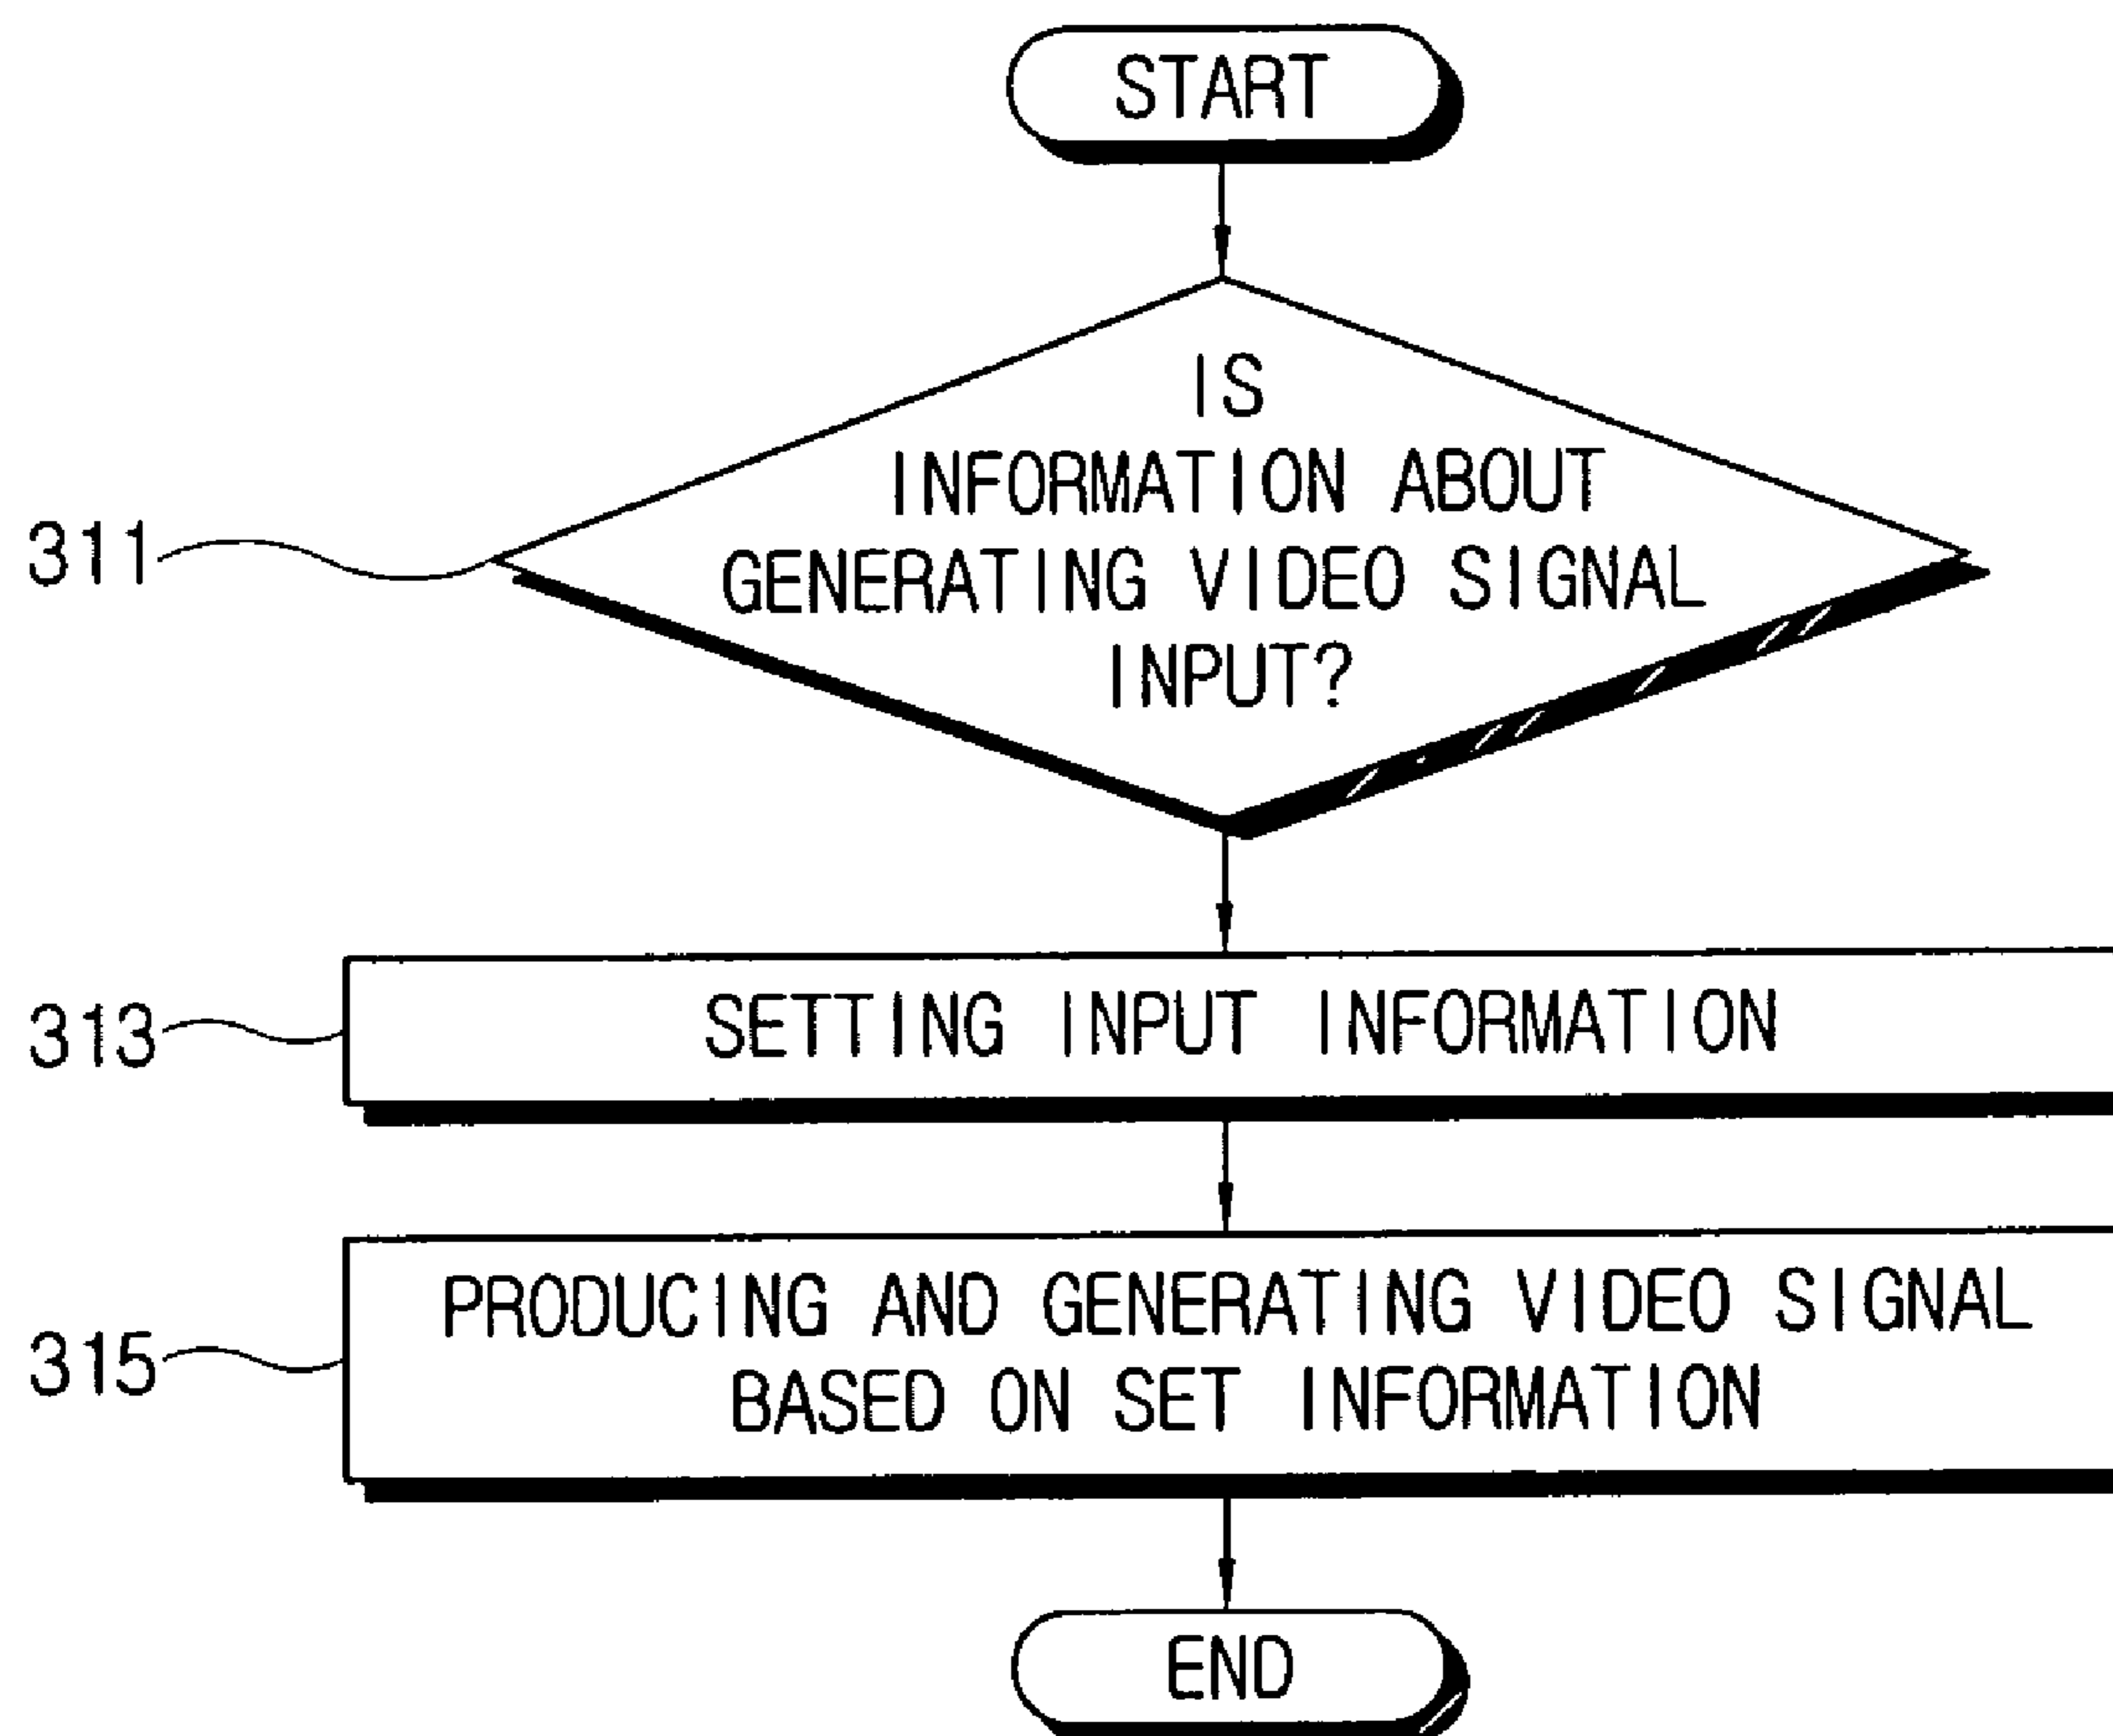 START
IS
INFORMATION ABOUT
GENERATING VIDEO SIGNAL
INPUT?
311
SETTING INPUT INFORMATION
313
PRODUCING AND GENERATING VIDEO SIGNAL
BASED ON SET INFORMATION
315
END